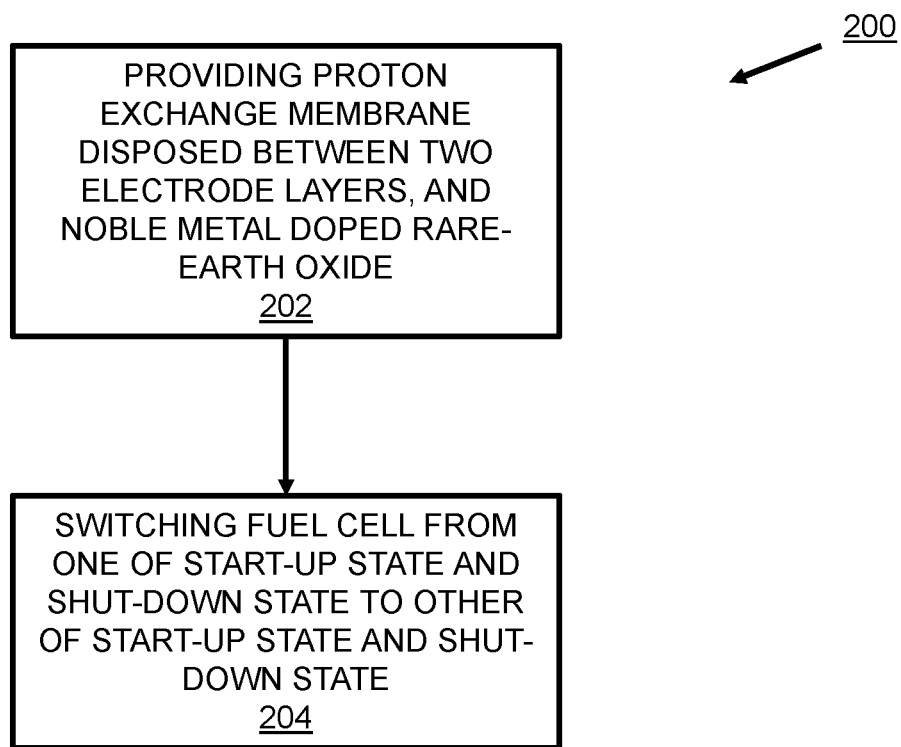 200
PROVIDING PROTON
EXCHANGE MEMBRANE
DISPOSED BETWEEN TWO
ELECTRODE LAYERS, AND
NOBLE METAL DOPED RARE-
EARTH OXIDE
202
SWITCHING FUEL CELL FROM
ONE OF START-UP STATE AND
SHUT-DOWN STATE TO OTHER
OF START-UP STATE AND SHUT-
DOWN STATE
204